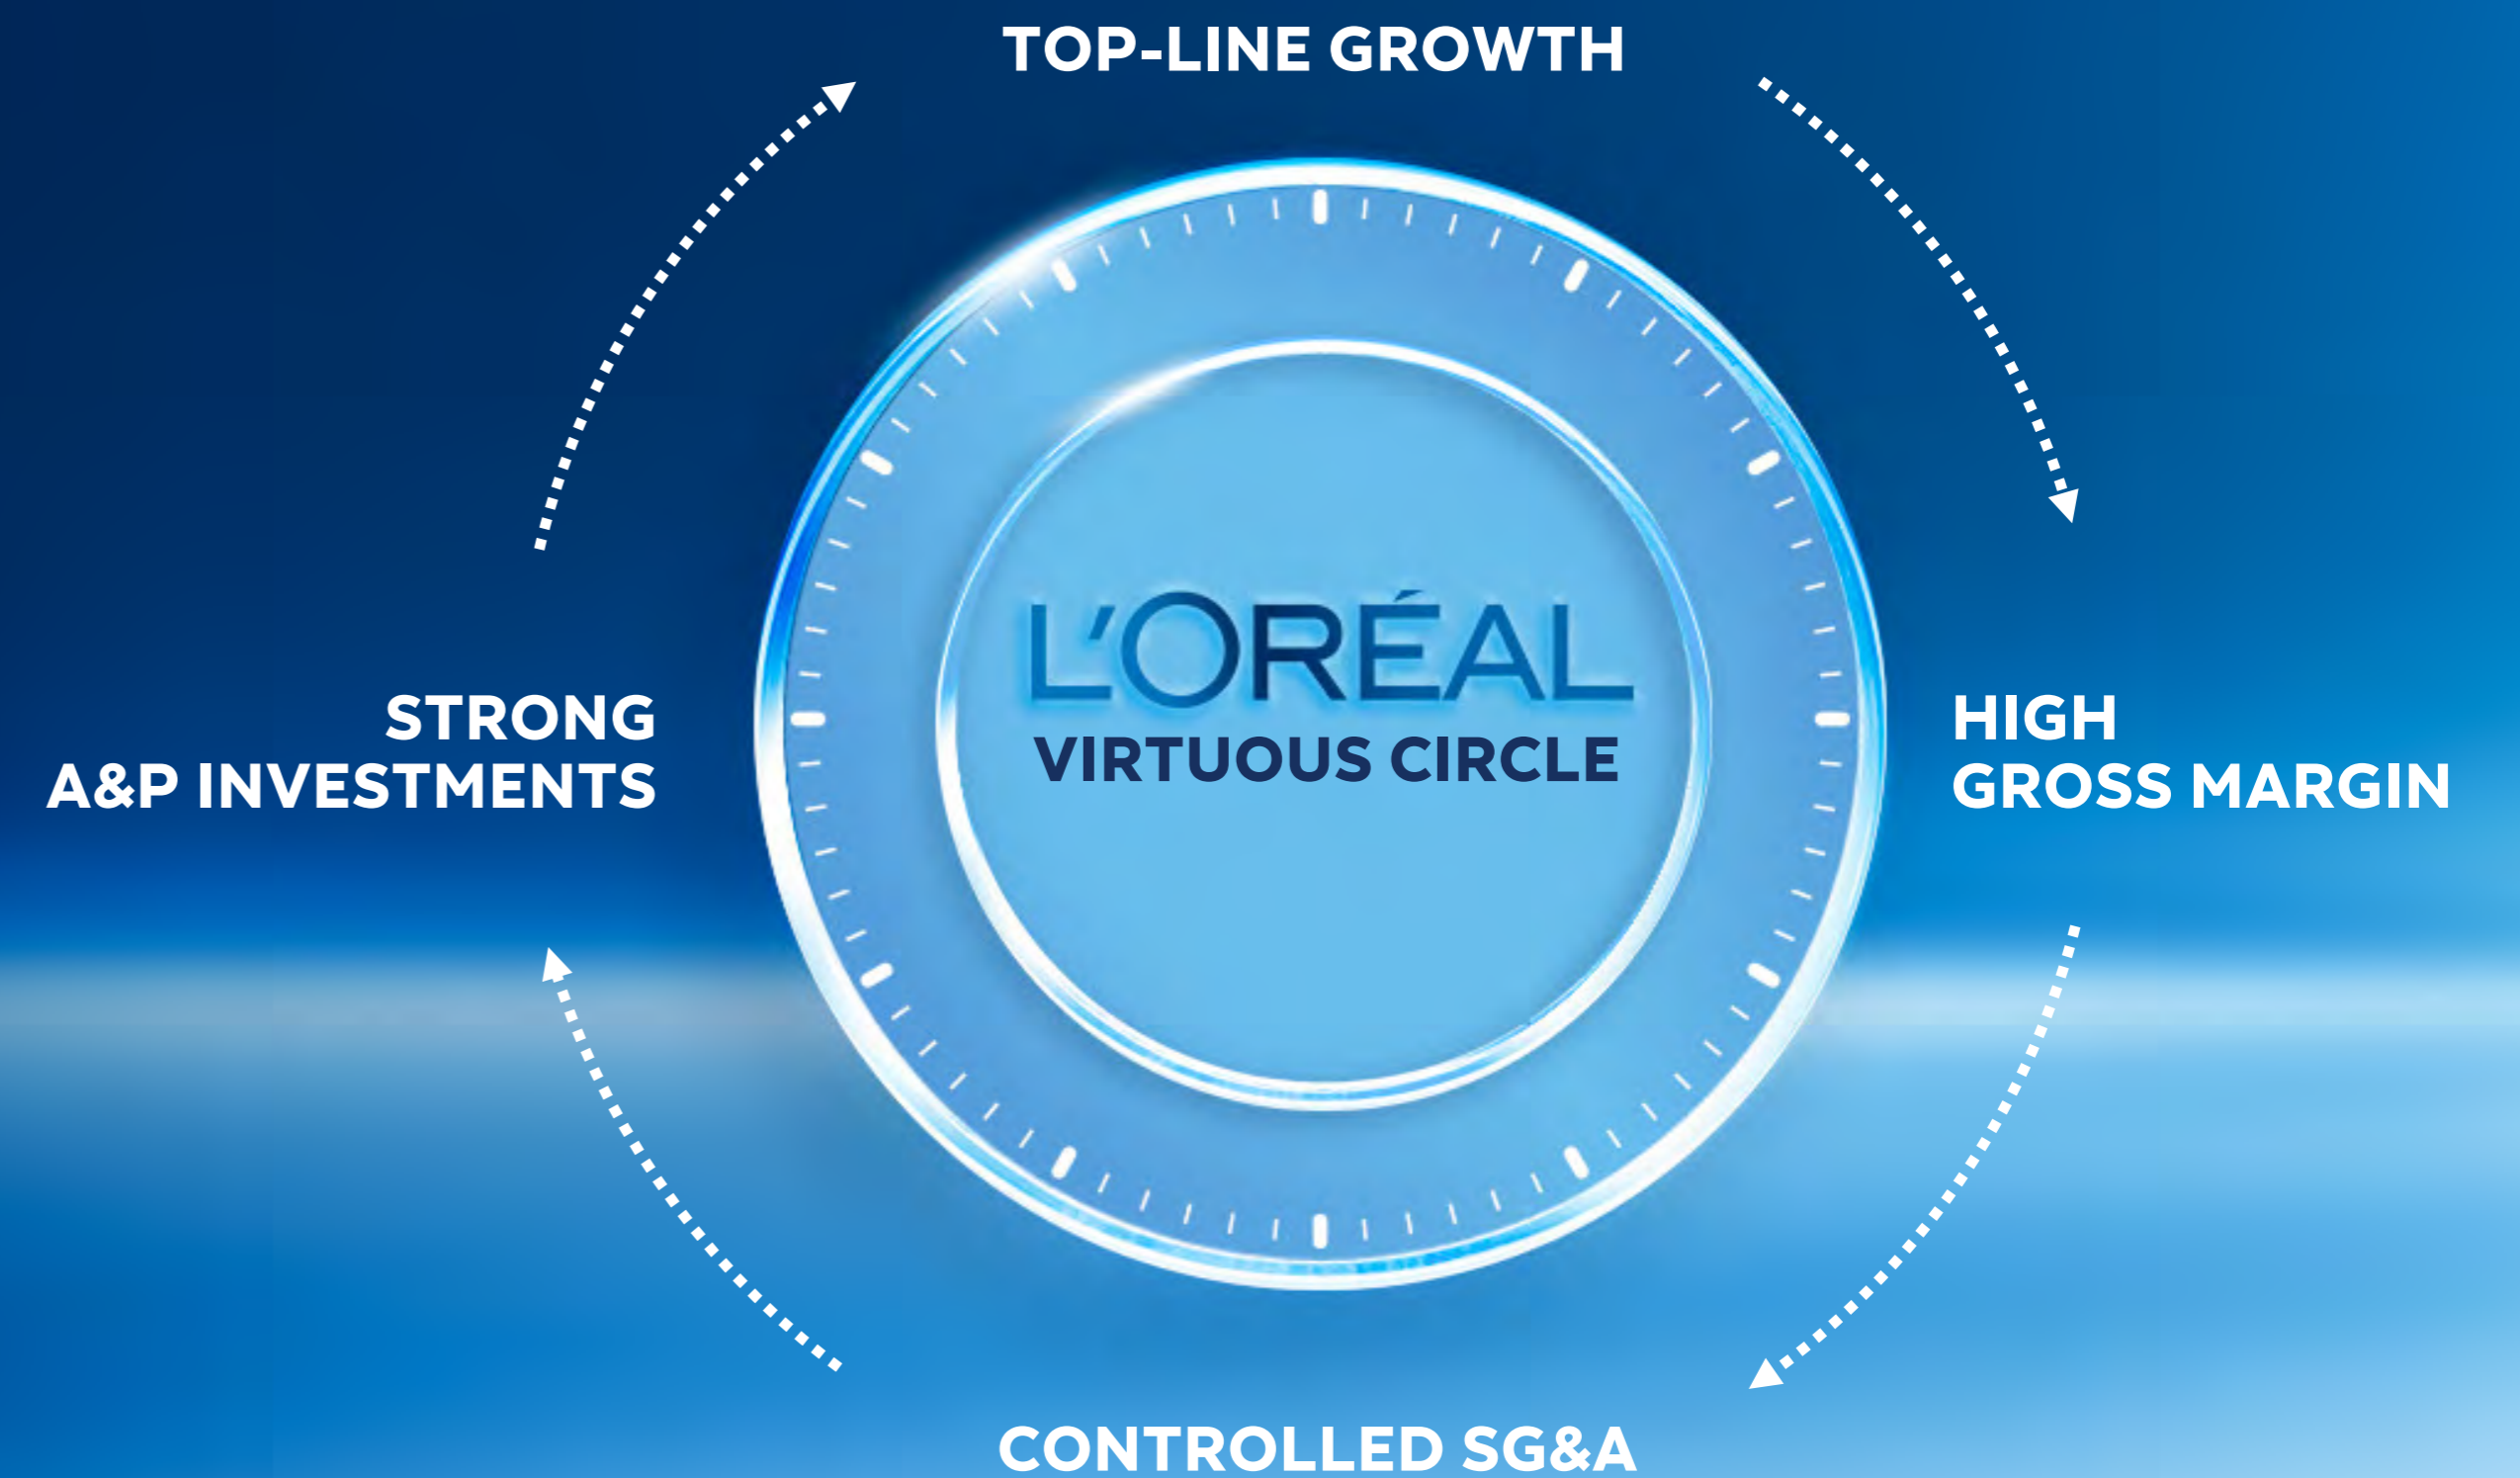 TOP-LINE GROWTH
STRONG
A&P INVESTMENTS
L'ORÉAL
VIRTUOUS CIRCLE
HIGH
GROSS MARGIN
CONTROLLED SG&A